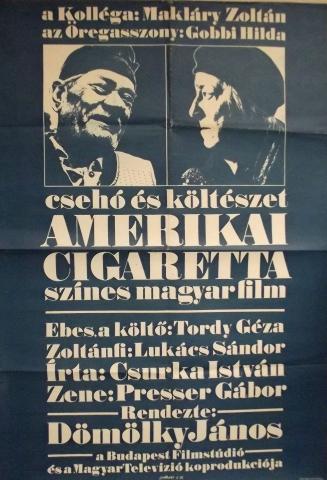 a Kolléga: Makláry Zoltán
az Öregasszony: Gobbi Hilda
csehó és költészet
AMERIKAI
CIGARETTA
színes magyar film
Ebes, a költő: Tordy Géza
Zoltánfi: Lukács Sándor
Írta: Csurka István
Zene: Presser Gábor
Rendezte:
Dömölky János
a Budapest Filmstúdió
és a Magyar Televízió koprodukciója